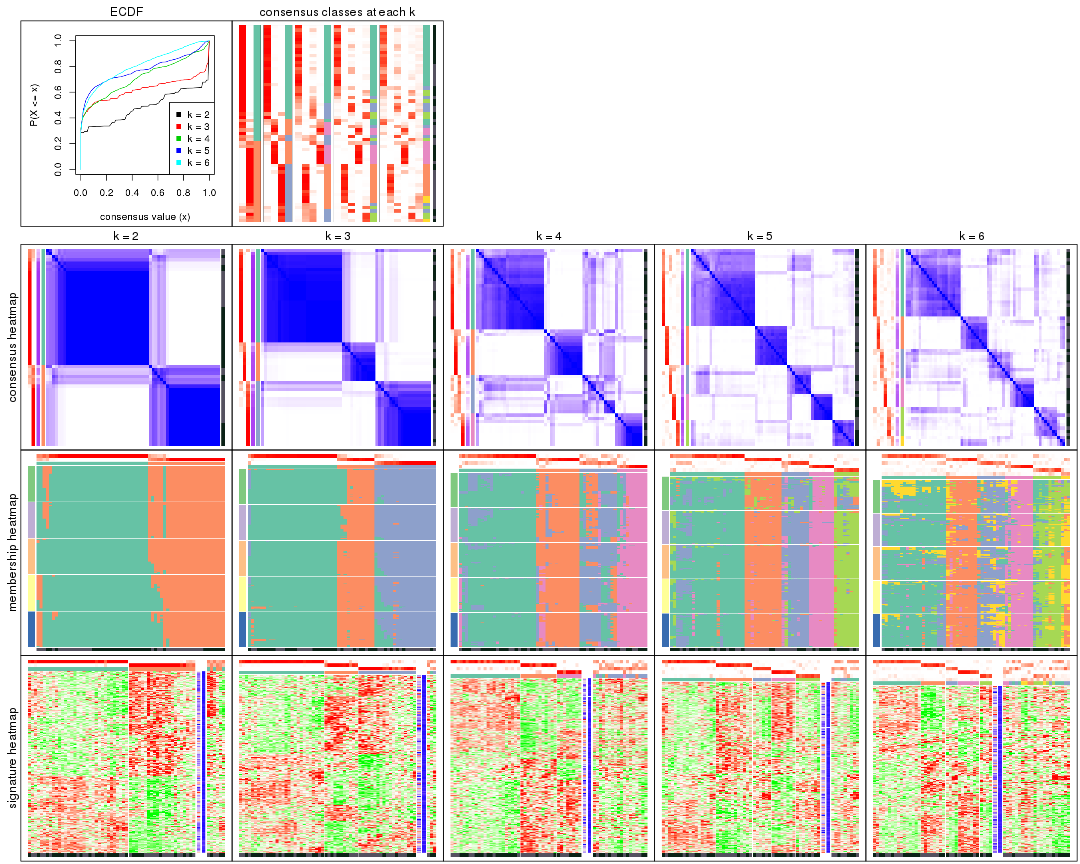 ECDF
consensus classes at each k
P(X <= x)
0.0 0.2 0.4 0.6 0.8 1.0
k = 2
k = 3
k = 4
k = 5
k = 6
0.0 0.2 0.4 0.6 0.8 1.0
consensus value (x)
k = 2
k = 3
k = 4
k = 5
k = 6
consensus heatmap
membership heatmap
signature heatmap